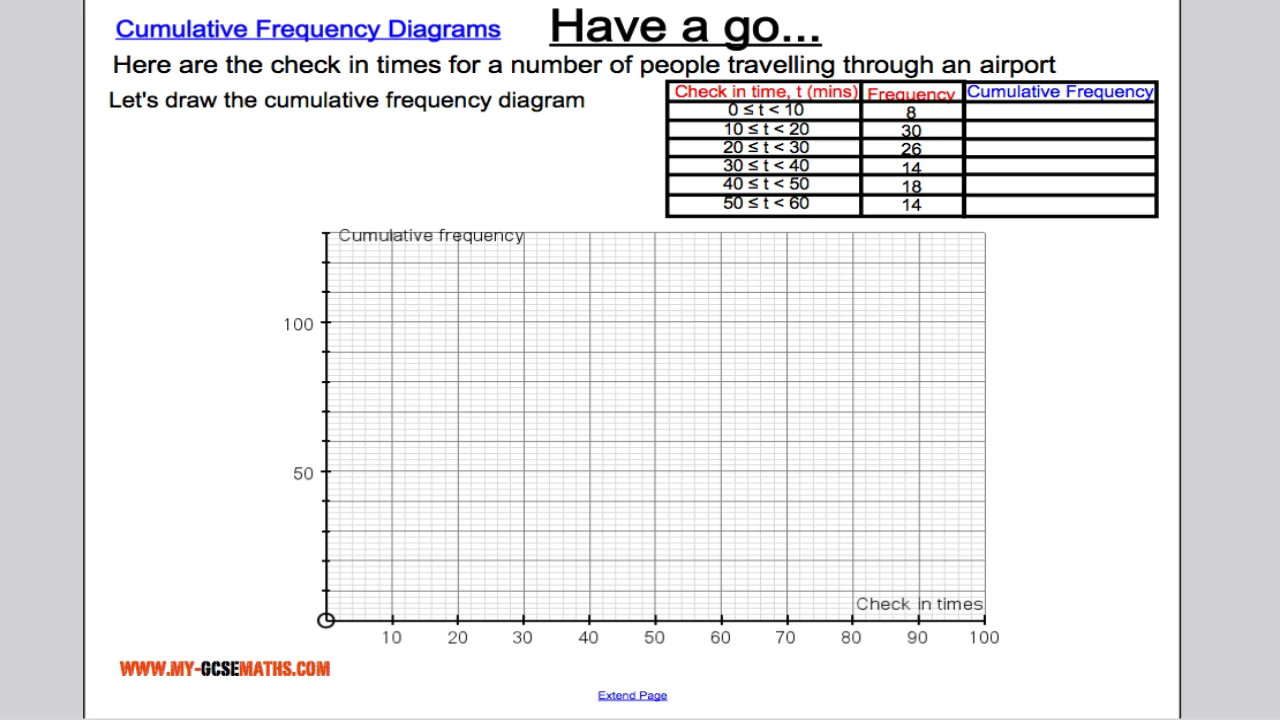 Cumulative Frequency Diagrams Have a go...
Here are the check in times for a number of people travelling through an airport
Let's draw the cumulative frequency diagram
Check in time, t (mins) Frequency Cumulative Frequency
0 ≤ t < 10 8
10 ≤ t < 20 30
20 ≤ t < 30 26
30 ≤ t < 40 14
40 ≤ t < 50 18
50 ≤ t < 60 14
Cumulative frequency
100
50
Check in times
10 20 30 40 50 60 70 80 90 100
WWW.MY-GCSEMATHS.COM
Extend Page